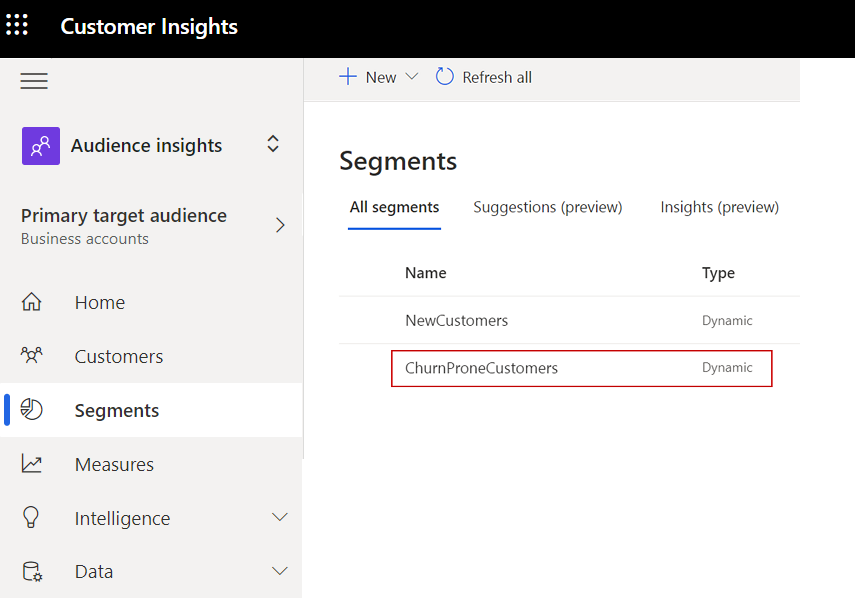 Customer Insights
New
Refresh all
Audience insights
Primary target audience
Business accounts
Home
Customers
Segments
Measures
Intelligence
Data
Segments
All segments Suggestions (preview) Insights (preview)
Name Type
NewCustomers Dynamic
ChurnProneCustomers Dynamic